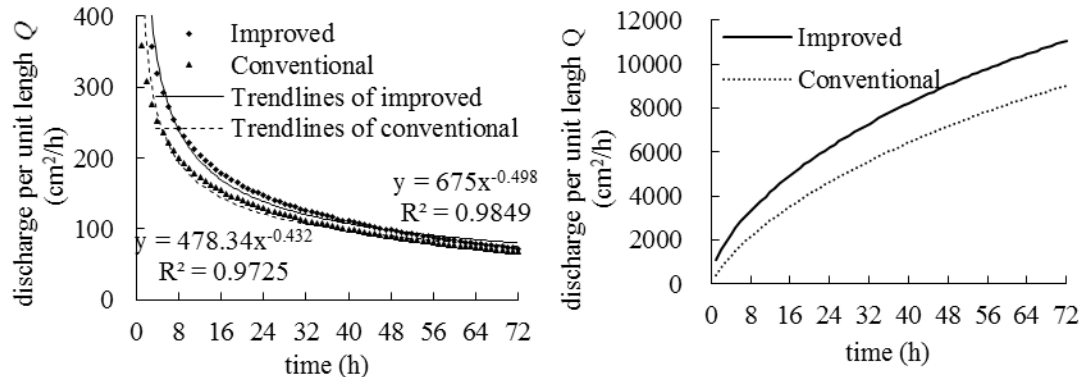 discharge per unit lengh Q
(cm²/h)
400
300
200
100
0
Improved
Conventional
Trendlines of improved
Trendlines of conventional
y = 675x^-0.498
R² = 0.9849
y = 478.34x^-0.432
R² = 0.9725
0 8 16 24 32 40 48 56 64 72
time (h)
discharge per unit lengh Q
(cm²/h)
12000
10000
8000
6000
4000
2000
0
Improved
Conventional
0 8 16 24 32 40 48 56 64 72
time (h)